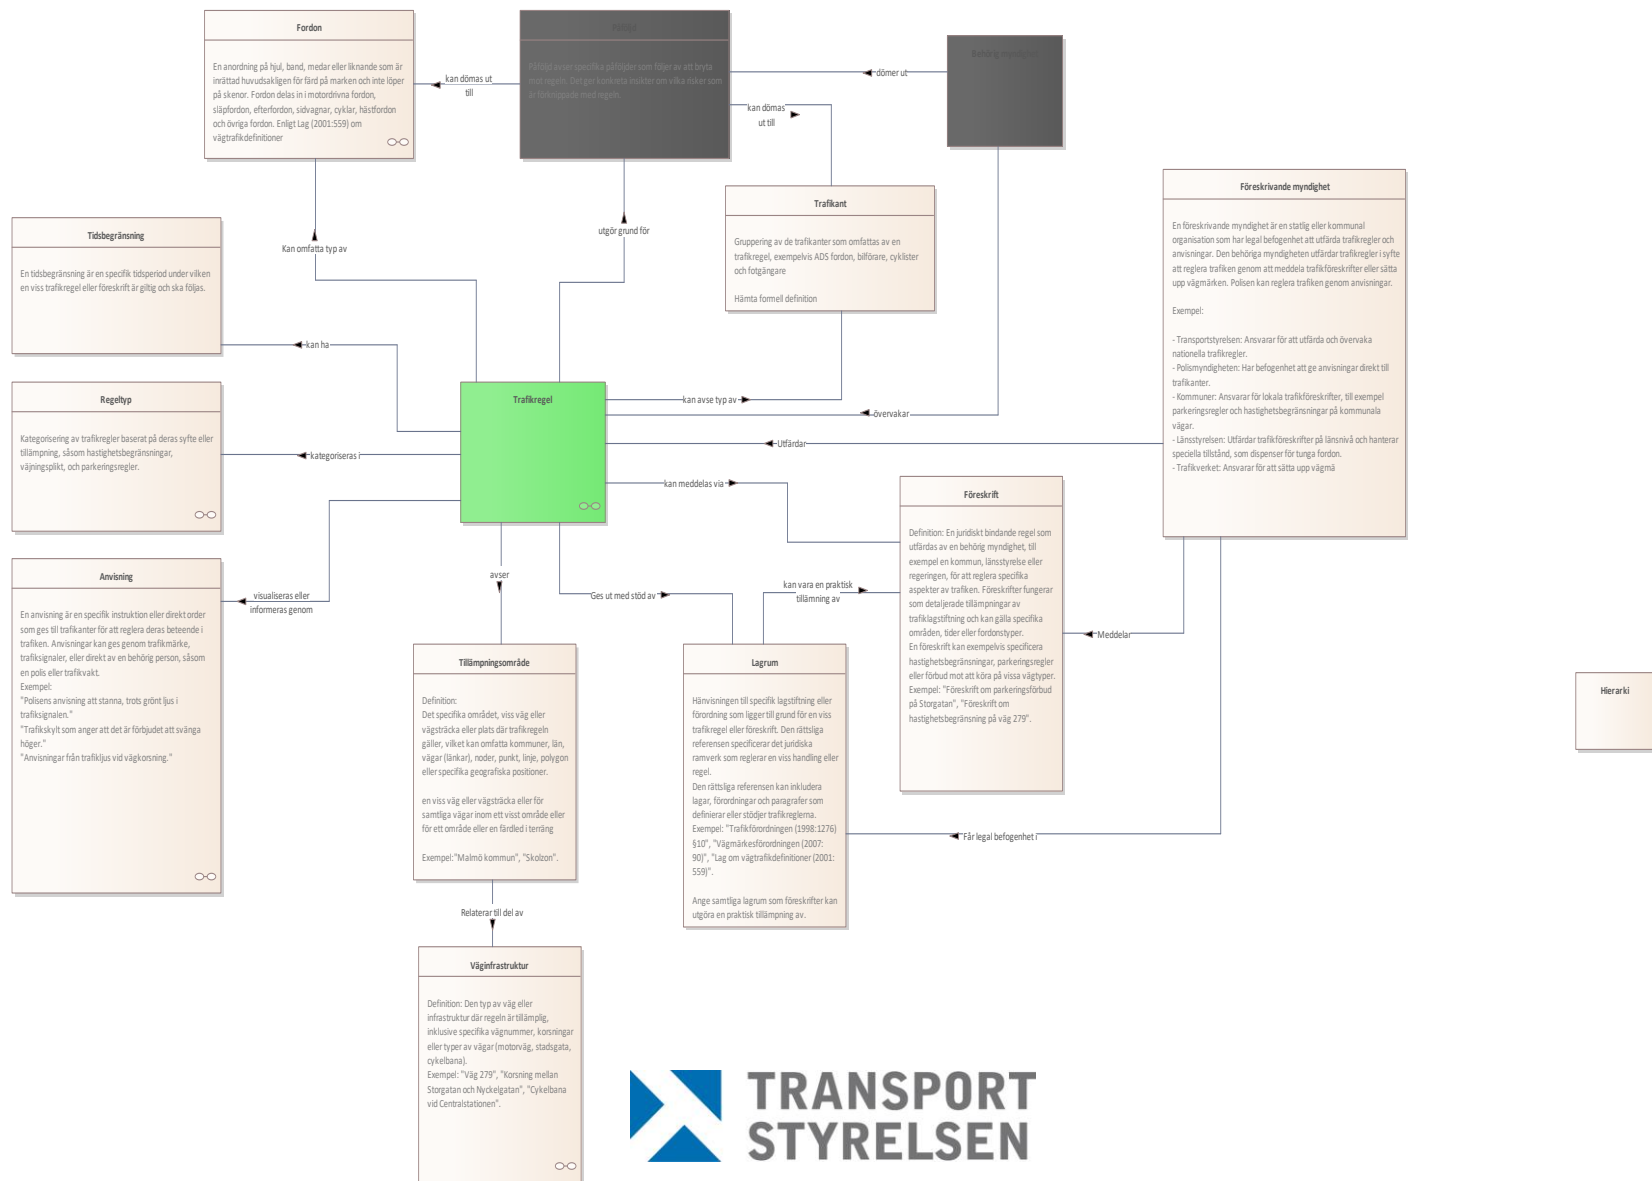 Fordon
En anordning på hjul, band, medar eller liknande som är
inrättad huvudsakligen för färd på marken och inte löper
på skenor. Fordon delas in i motordrivna fordon,
släpfordon, efterfordon, sidvagnar, cyklar, hästfordon
och övriga fordon. Enligt Lag (2001:559) om
vägtrafikdefinitioner
kan dömas ut
till
Påföljd
Påföljd avser specifika påföljder som följer av att bryta
mot regeln. Det ger konkreta insikter om vilka risker som
är förknippade med regeln.
dömer ut
Behörig myndighet
kan dömas
ut till
Trafikant
Gruppering av de trafikanter som omfattas av en
trafikregel, exempelvis ADS fordon, bilförare, cyklister
och fotgängare
Hämta formell definition
Föreskrivande myndighet
En föreskrivande myndighet är en statlig eller kommunal
organisation som har legal befogenhet att utfärda trafikregler och
anvisningar. Den behöriga myndigheten utfärdar trafikregler i syfte
att reglera trafiken genom att meddela trafikföreskrifter eller sätta
upp vägmärken. Polisen kan reglera trafiken genom anvisningar.
Exempel:
- Transportstyrelsen: Ansvarar för att utfärda och övervaka
nationella trafikregler.
- Polismyndigheten: Har befogenhet att ge anvisningar direkt till
trafikanter.
- Kommuner: Ansvarar för lokala trafikföreskrifter, till exempel
parkeringsregler och hastighetsbegränsningar på kommunala
vägar.
- Länsstyrelsen: Utfärdar trafikföreskrifter på länsnivå och hanterar
speciella tillstånd, som dispenser för tunga fordon.
- Trafikverket: Ansvarar för att sätta upp vägmä
Tidsbegränsning
En tidsbegränsning är en specifik tidsperiod under vilken
en viss trafikregel eller föreskrift är giltig och ska följas.
Kan omfatta typ av
utgör grund för
kan ha
Regeltyp
Kategorisering av trafikregler baserat på deras syfte eller
tillämpning, såsom hastighetsbegränsningar,
väjningsplikt, och parkeringsregler.
kategoriseras i
Trafikregel
kan avse typ av
övervakar
Utfärdar
kan meddelas via
Föreskrift
Definition: En juridiskt bindande regel som
utfärdas av en behörig myndighet, till
exempel en kommun, länsstyrelse eller
regeringen, för att reglera specifika
aspekter av trafiken. Föreskrifter fungerar
som detaljerade tillämpningar av
trafiklagstiftning och kan gälla specifika
områden, tider eller fordonstyper.
En föreskrift kan exempelvis specificera
hastighetsbegränsningar, parkeringsregler
eller förbud mot att köra på vissa vägtyper.
Exempel: "Föreskrift om parkeringsförbud
på Storgatan", "Föreskrift om
hastighetsbegränsning på väg 279".
Anvisning
En anvisning är en specifik instruktion eller direkt order
som ges till trafikanter för att reglera deras beteende i
trafiken. Anvisningar kan ges genom trafikmärke,
trafiksignaler, eller direkt av en behörig person, såsom
en polis eller trafikvakt.
Exempel:
"Polisens anvisning att stanna, trots grönt ljus i
trafiksignalen."
"Trafikskylt som anger att det är förbjudet att svänga
höger."
"Anvisningar från trafikljus vid vägkorsning."
visualiseras eller
informeras genom
avser
Ges ut med stöd av
kan vara en praktisk
tillämning av
Meddelar
Tillämpningsområde
Definition:
Det specifika området, viss väg eller
vägsträcka eller plats där trafikregeln
gäller, vilket kan omfatta kommuner, län,
vägar (länkar), noder, punkt, linje, polygon
eller specifika geografiska positioner.
en viss väg eller vägsträcka eller för
samtliga vägar inom ett visst område eller
för ett område eller en färdled i terräng
Exempel:"Malmö kommun", "Skolzon".
Lagrum
Hänvisningen till specifik lagstiftning eller
förordning som ligger till grund för en viss
trafikregel eller föreskrift. Den rättsliga
referensen specificerar det juridiska
ramverk som reglerar en viss handling eller
regel.
Den rättsliga referensen kan inkludera
lagar, förordningar och paragrafer som
definierar eller stödjer trafikreglerna.
Exempel: "Trafikförordningen (1998:1276)
§10", "Vägmärkesförordningen (2007:
90)", "Lag om vägtrafikdefinitioner (2001:
559)".
Ange samtliga lagrum som föreskrifter kan
utgöra en praktisk tillämpning av.
Får legal befogenhet i
Hierarki
Relaterar till del av
Väginfrastruktur
Definition: Den typ av väg eller
infrastruktur där regeln är tillämplig,
inklusive specifika vägnummer, korsningar
eller typer av vägar (motorväg, stadsgata,
cykelbana).
Exempel: "Väg 279", "Korsning mellan
Storgatan och Nyckelgatan", "Cykelbana
vid Centralstationen".
TRANSPORT
STYRELSEN